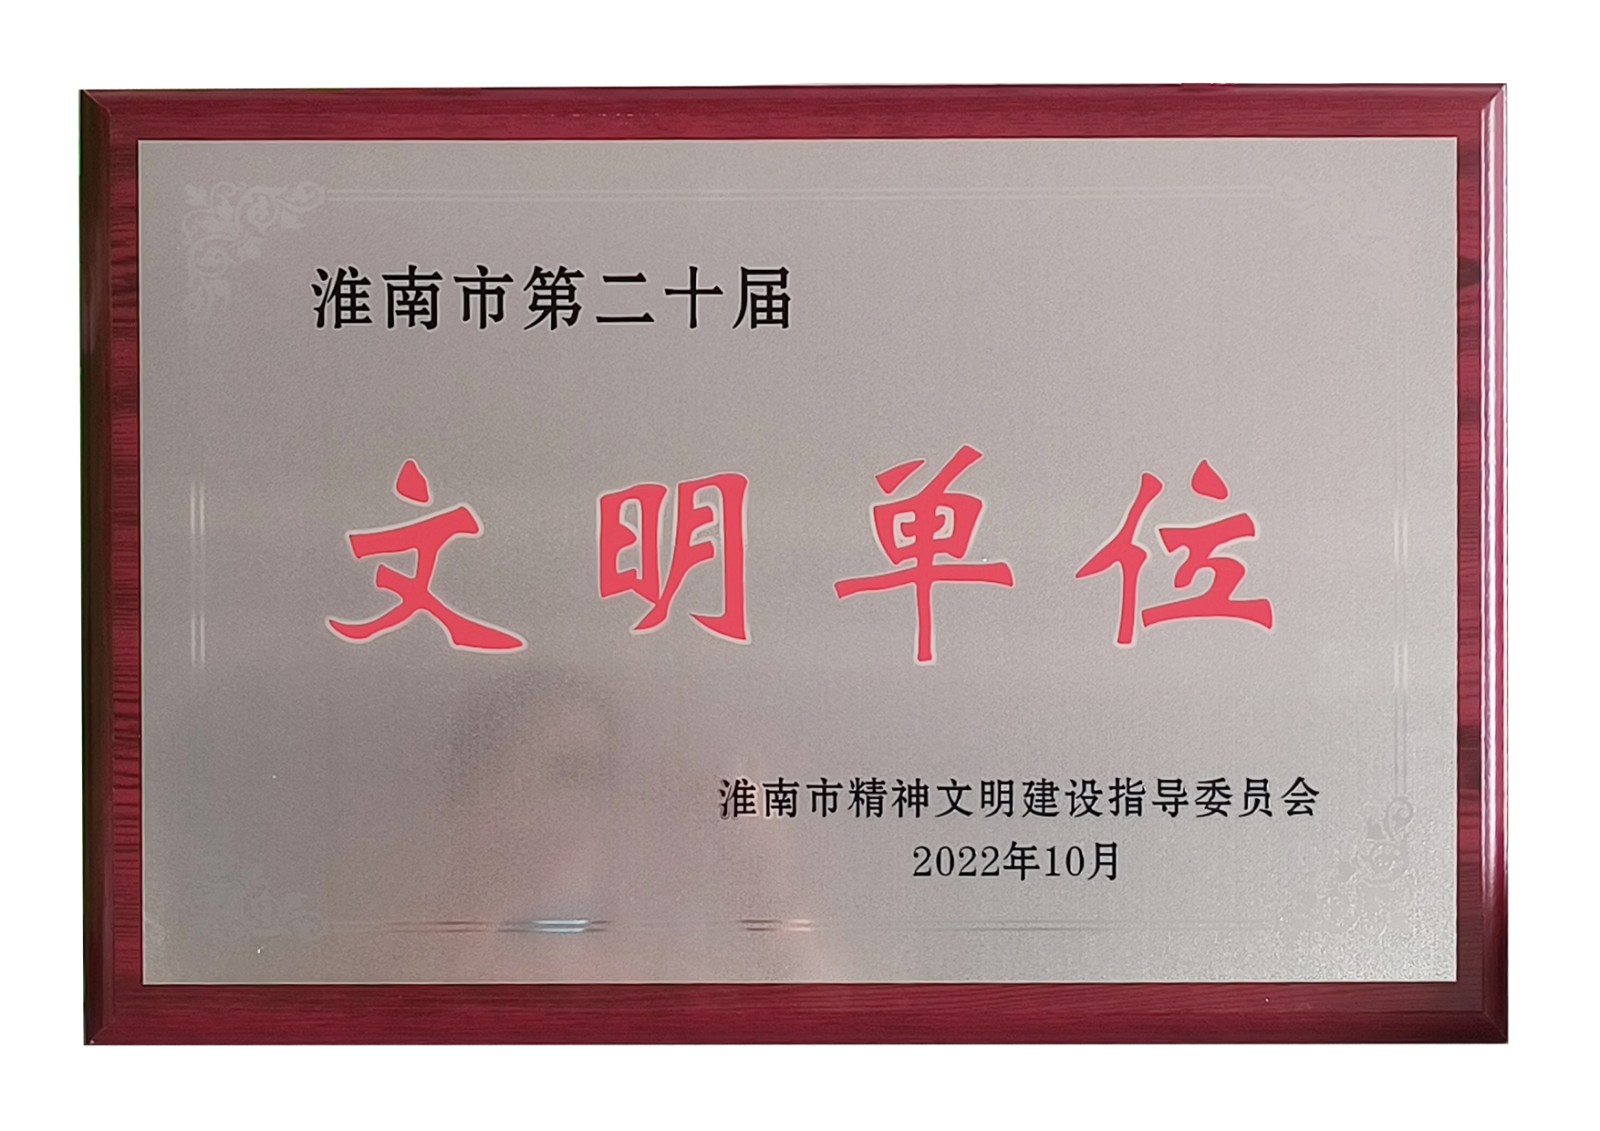 淮南市第二十届
文明单位
淮南市精神文明建设指导委员会
2022年10月